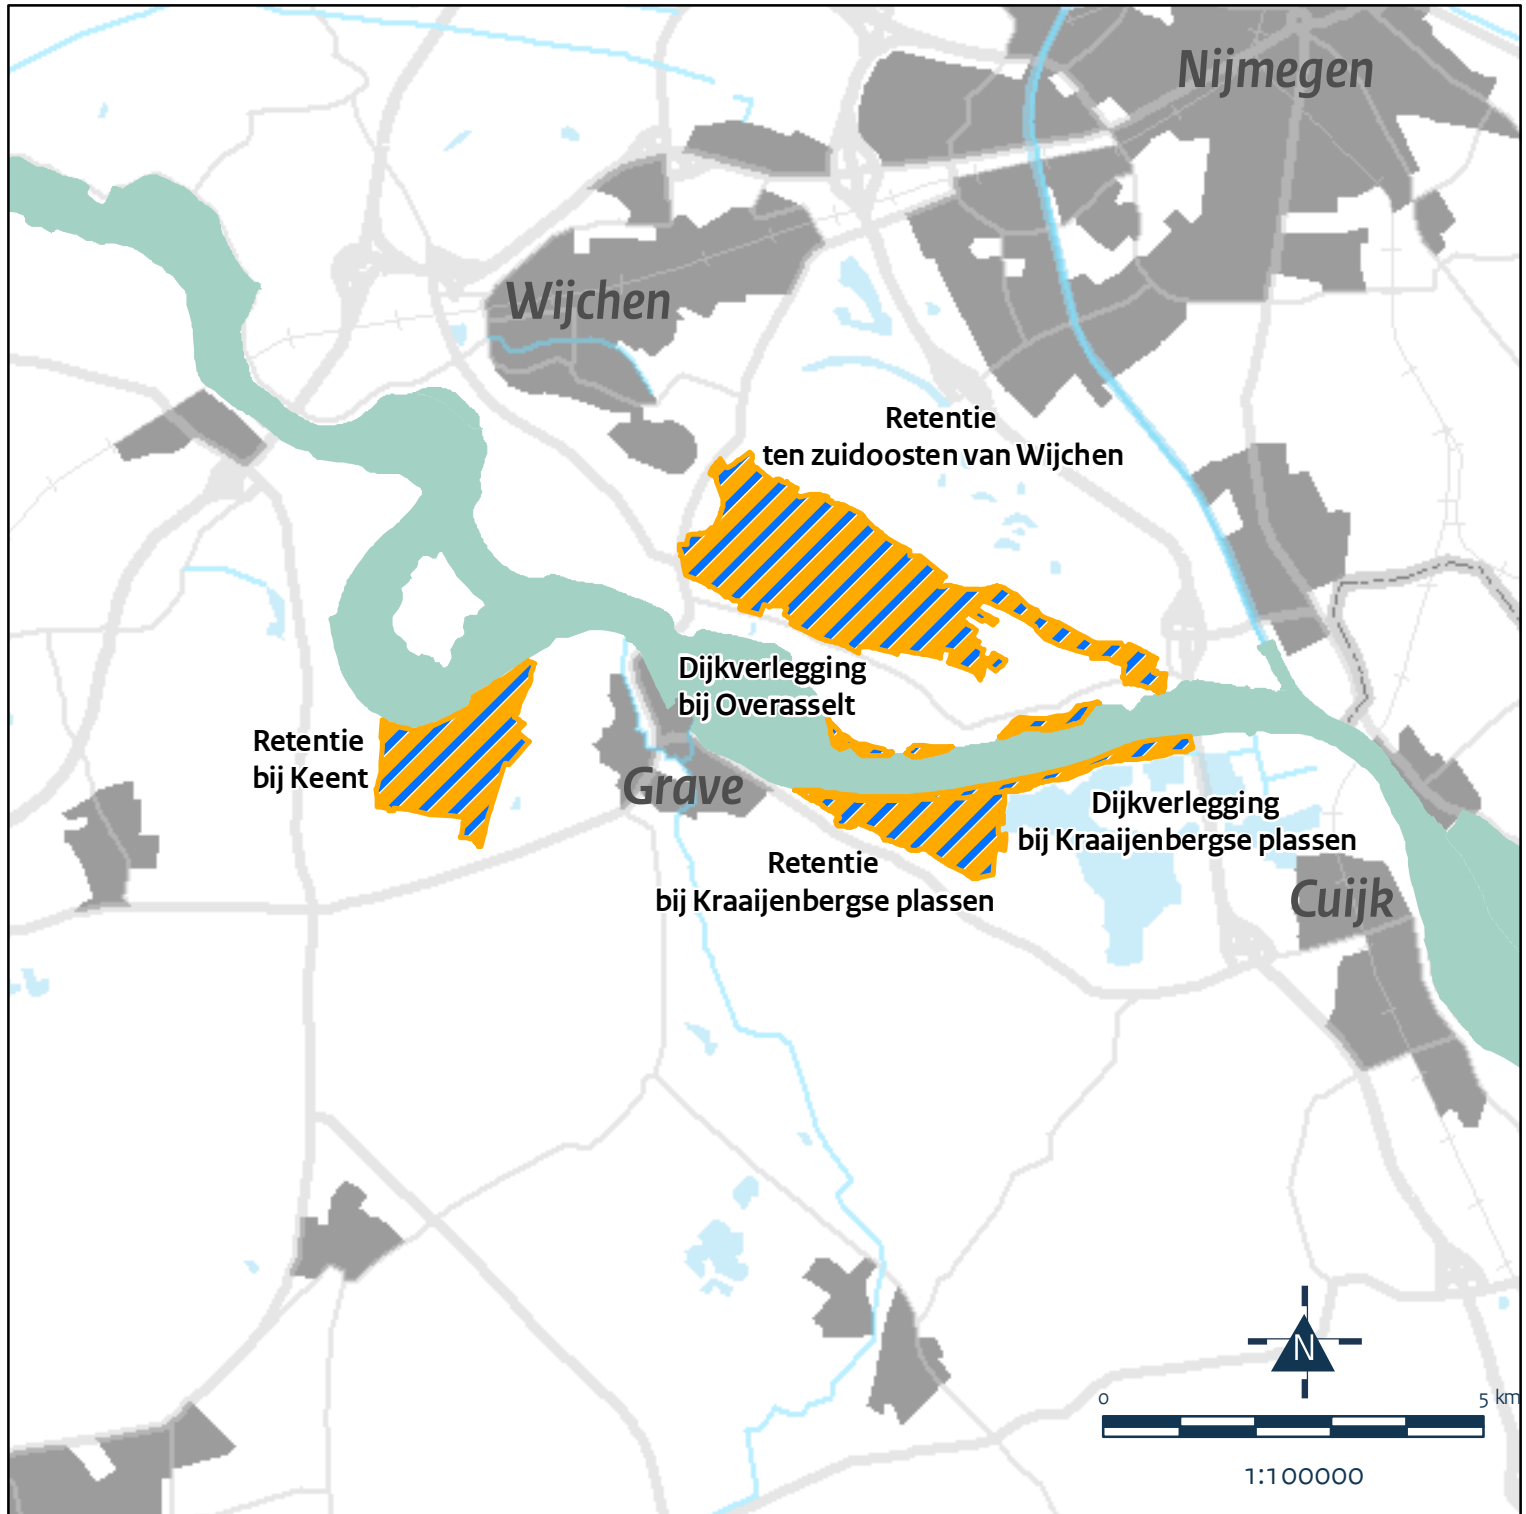 Nijmegen
Wijchen
Retentie
ten zuidoosten van Wijchen
Dijkverlegging
bij Overasselt
Retentie
bij Keent
Grave
Dijkverlegging
bij Kraaijenbergse plassen
Retentie
bij Kraaijenbergse plassen
Cuijk
N
0
5 km
1:100000